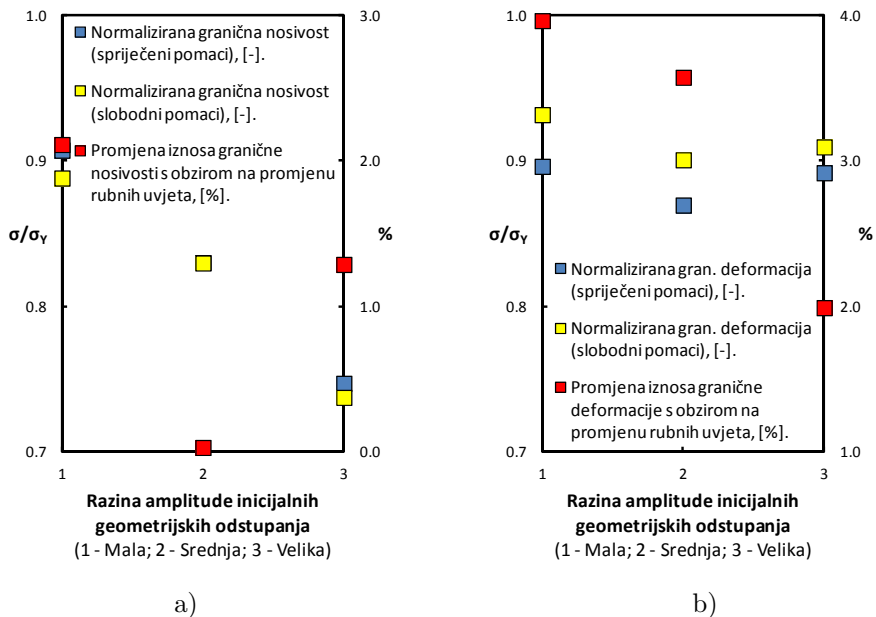 1.0
0.9
0.8
0.7
σ/σY
3.0
2.0
1.0
0.0
%
Normalizirana granična nosivost
(spriječeni pomaci), [-].
Normalizirana granična nosivost
(slobodni pomaci), [-].
Promjena iznosa granične
nosivosti s obzirom na promjenu
rubnih uvjeta, [%].
1 2 3
Razina amplitude inicijalnih
geometrijskih odstupanja
(1 - Mala; 2 - Srednja; 3 - Velika)
a)
1.0
0.9
0.8
0.7
σ/σY
4.0
3.0
2.0
1.0
%
Normalizirana gran. deformacija
(spriječeni pomaci), [-].
Normalizirana gran. deformacija
(slobodni pomaci), [-].
Promjena iznosa granične
deformacije s obzirom na
promjenu rubnih uvjeta, [%].
1 2 3
Razina amplitude inicijalnih
geometrijskih odstupanja
(1 - Mala; 2 - Srednja; 3 - Velika)
b)